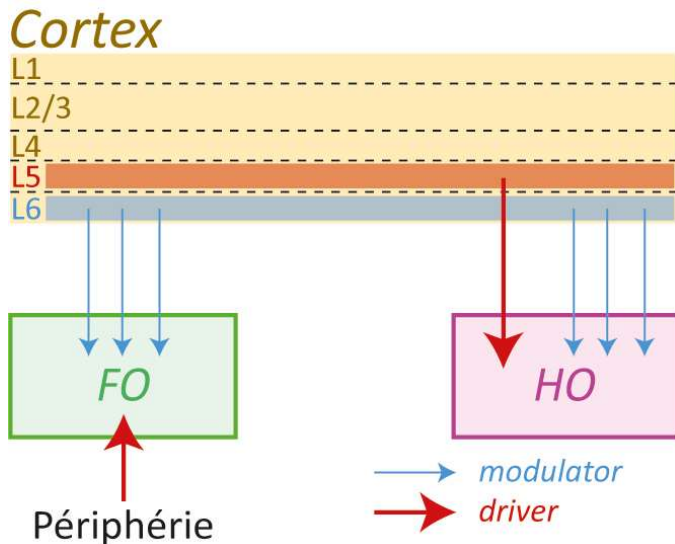 Cortex
L1
L2/3
L4
L5
L6
FO
HO
modulator
driver
Périphérie